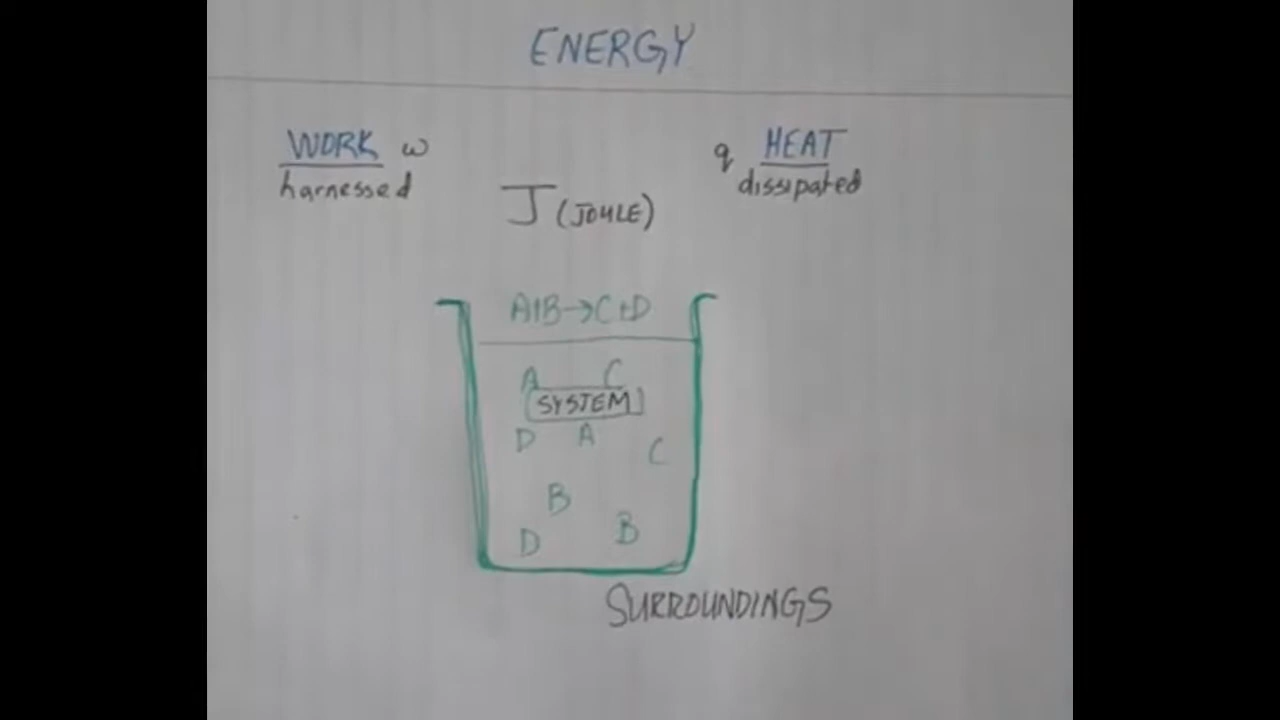 ENERGY
WORK w
harnessed
q HEAT
dissipated
J (JOULE)
A+B→C+D
A C
SYSTEM
D A
C
B
D B
SURROUNDINGS